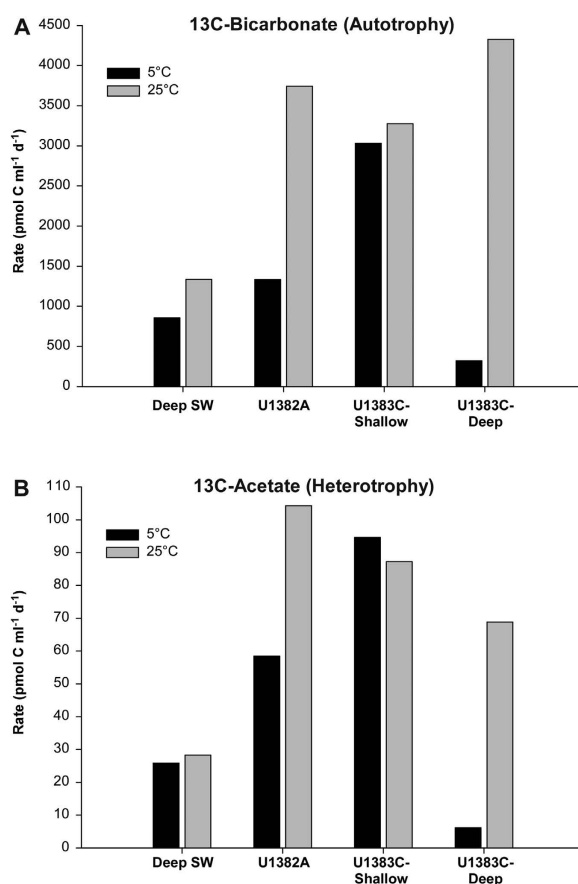 A
13C-Bicarbonate (Autotrophy)
5°C
25°C
Rate (pmol C ml⁻¹ d⁻¹)
4500
4000
3500
3000
2500
2000
1500
1000
500
0
Deep SW
U1382A
U1383C-
Shallow
U1383C-
Deep
B
13C-Acetate (Heterotrophy)
5°C
25°C
Rate (pmol C ml⁻¹ d⁻¹)
110
100
90
80
70
60
50
40
30
20
10
0
Deep SW
U1382A
U1383C-
Shallow
U1383C-
Deep